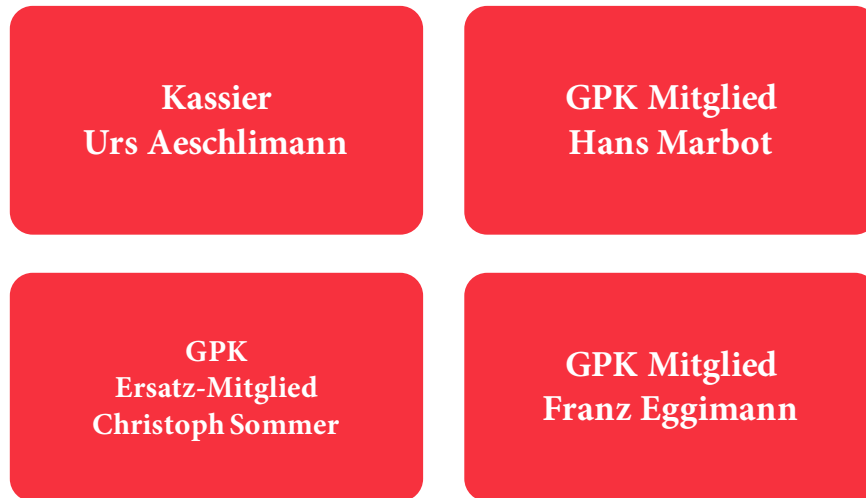 Kassier
Urs Aeschlimann
GPK Mitglied
Hans Marbot
GPK
Ersatz-Mitglied
Christoph Sommer
GPK Mitglied
Franz Eggimann